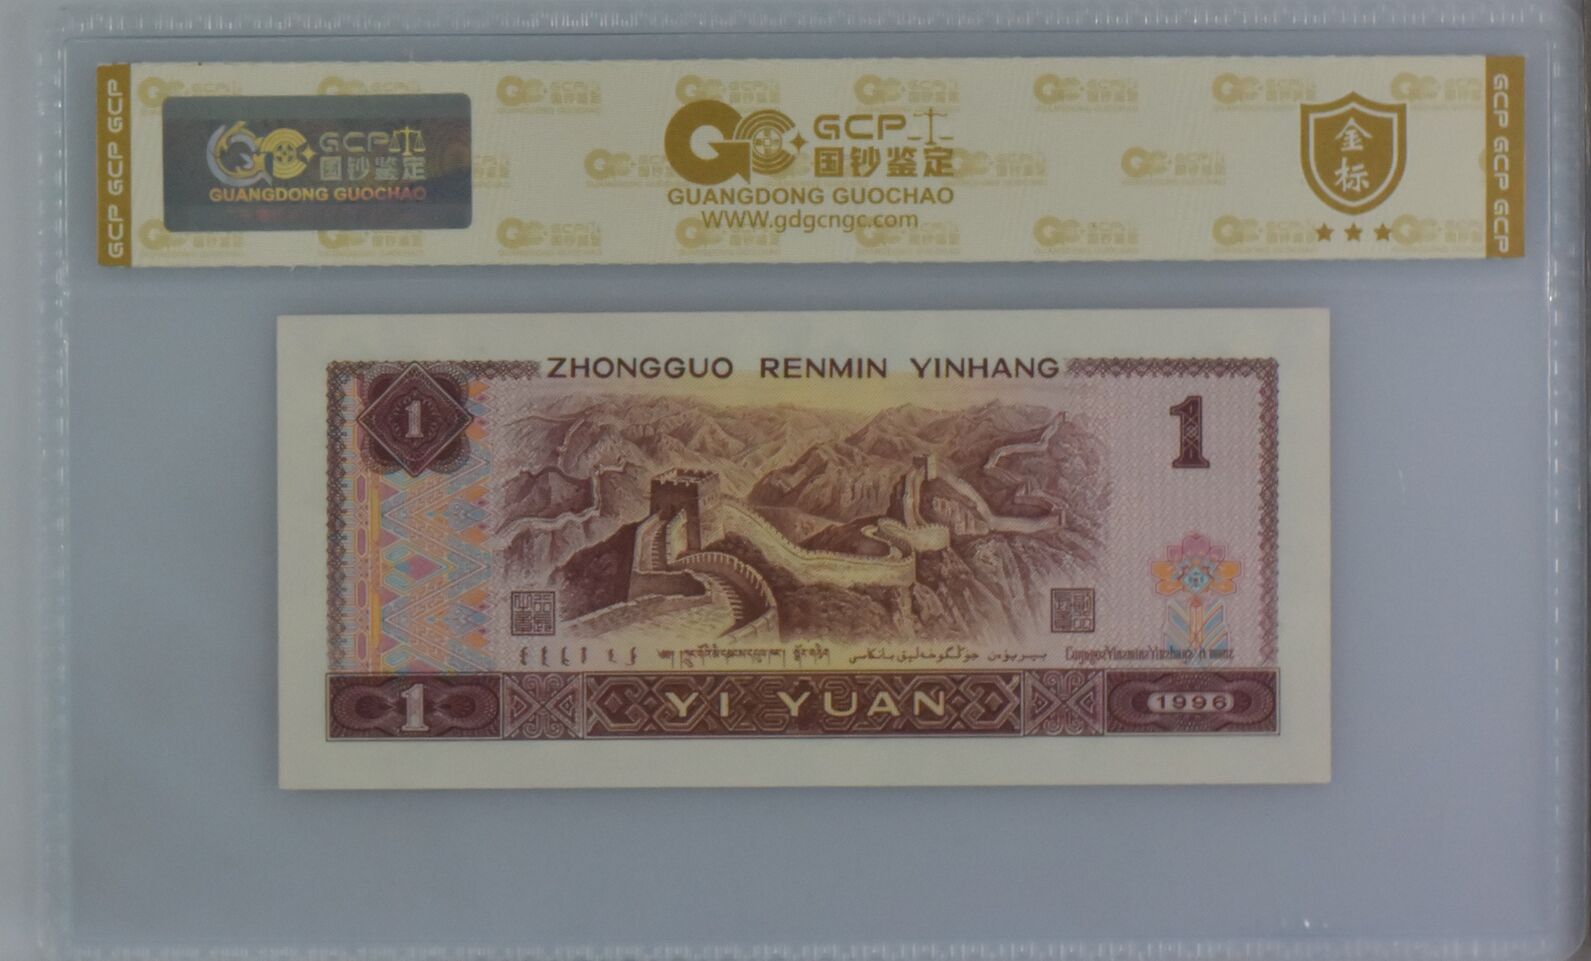 GCP GCP GCP
GCP
国钞鉴定
GUANGDONG GUOCHAO
GCP
国钞鉴定
GUANGDONG GUOCHAO
WWW.gdgcngc.com
金
标
GCP GCP GCP
ZHONGGUO RENMIN YINHANG
1
1
1
YI YUAN
1996